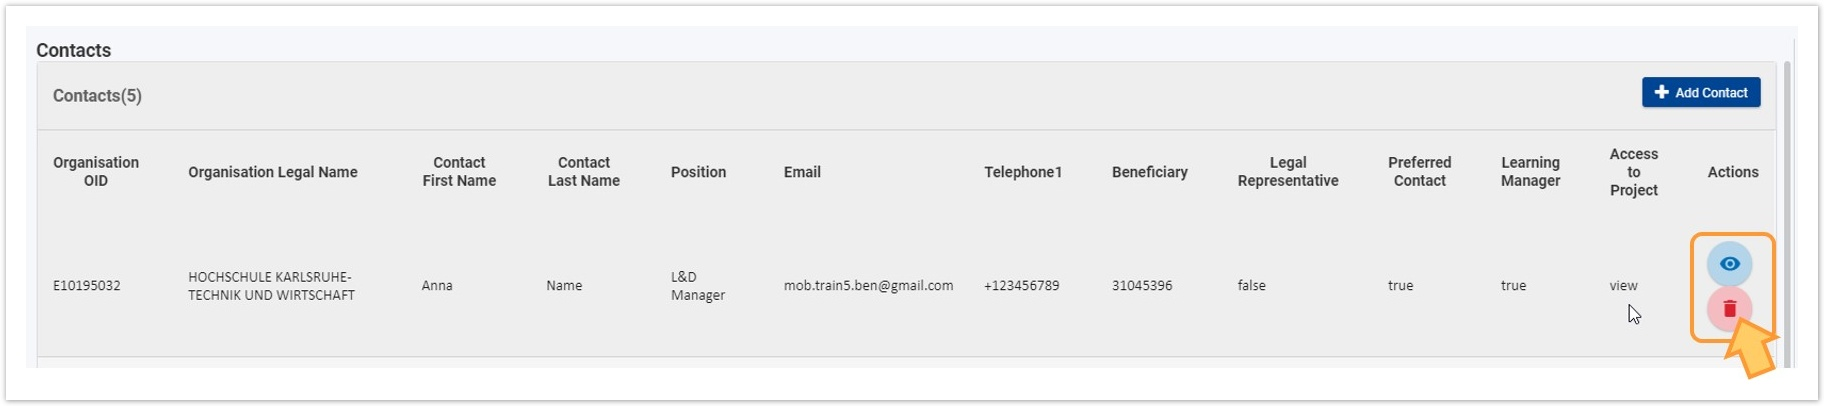 Contacts
Contacts(5)
Add Contact
Organisation OID
Organisation Legal Name
Contact First Name
Contact Last Name
Position
Email
Telephone1
Beneficiary
Legal Representative
Preferred Contact
Learning Manager
Access to Project
Actions
E10195032
HOCHSCHULE KARLSRUHE-
TECHNIK UND WIRTSCHAFT
Anna
Name
L&D
Manager
mob.train5.ben@gmail.com
+123456789
31045396
false
true
true
view